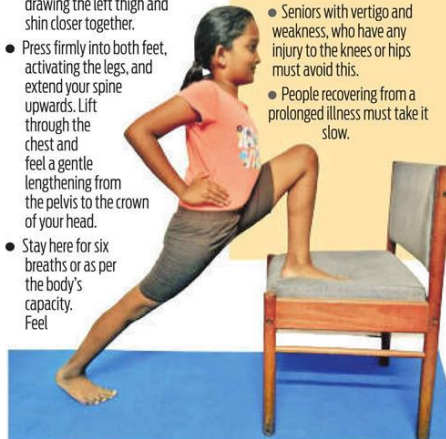 drawing the left thigh and
shin closer together.
● Press firmly into both feet,
activating the legs, and
extend your spine
upwards. Lift
through the
chest and
feel a gentle
lengthening from
the pelvis to the crown
of your head.
● Stay here for six
breaths or as per
the body's
capacity.
Feel
● Seniors with vertigo and
weakness, who have any
injury to the knees or hips
must avoid this.
● People recovering from a
prolonged illness must take it
slow.